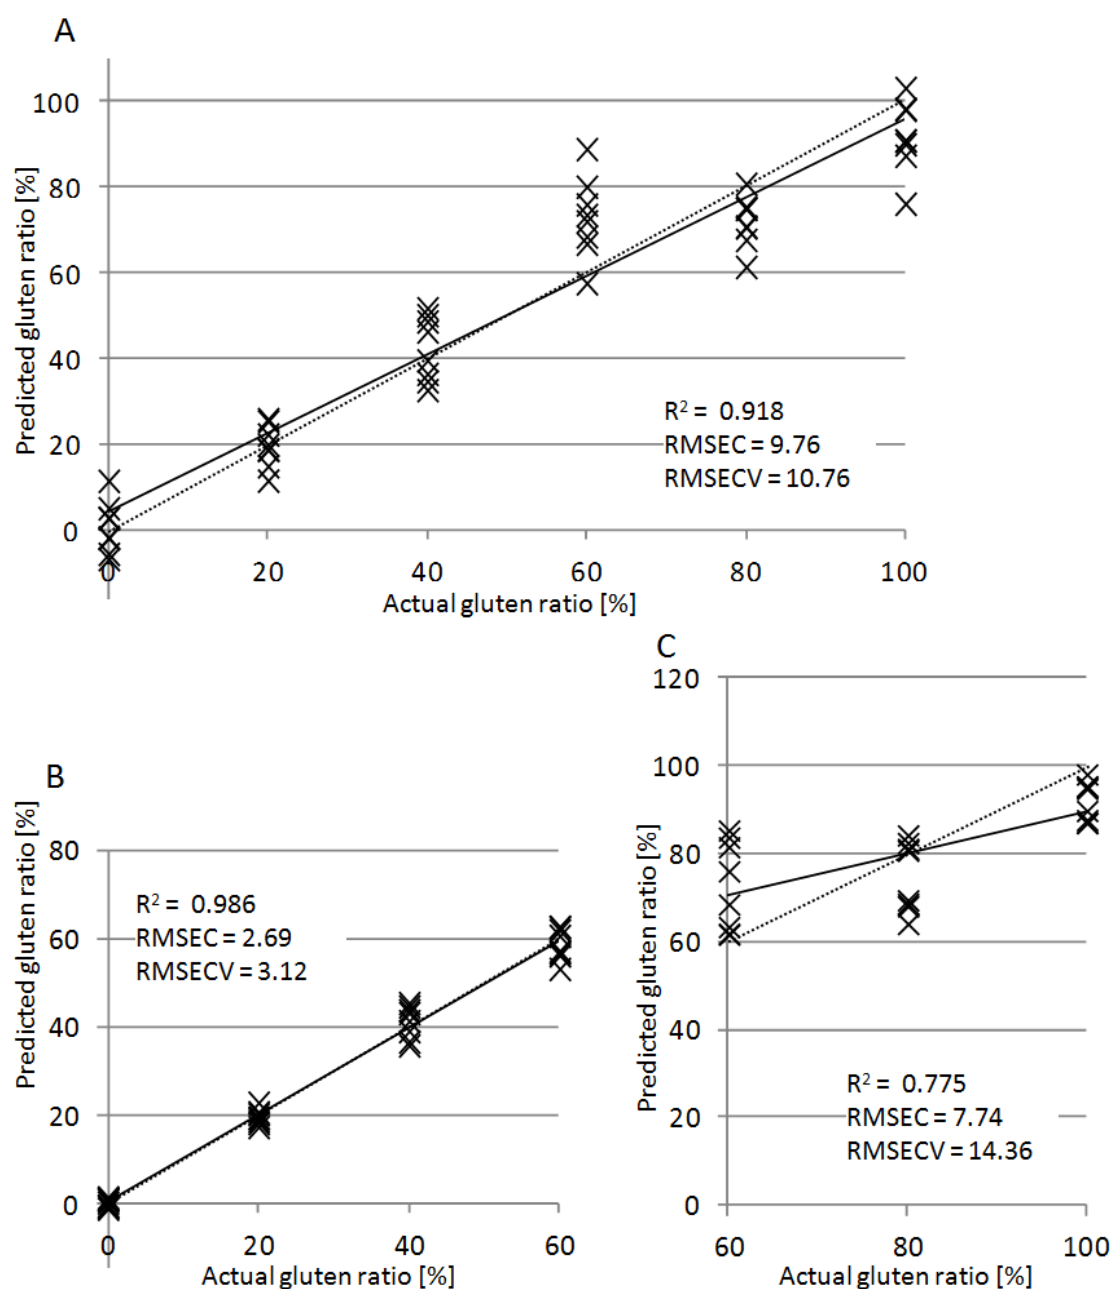 A
Predicted gluten ratio [%]
100
80
60
40
20
0
R² = 0.918
RMSEC = 9.76
RMSECV = 10.76
0 20 40 60 80 100
Actual gluten ratio [%]
B
Predicted gluten ratio [%]
80
60
40
20
0
R² = 0.986
RMSEC = 2.69
RMSECV = 3.12
0 20 40 60
Actual gluten ratio [%]
C
Predicted gluten ratio [%]
120
100
80
60
40
20
0
R² = 0.775
RMSEC = 7.74
RMSECV = 14.36
60 80 100
Actual gluten ratio [%]